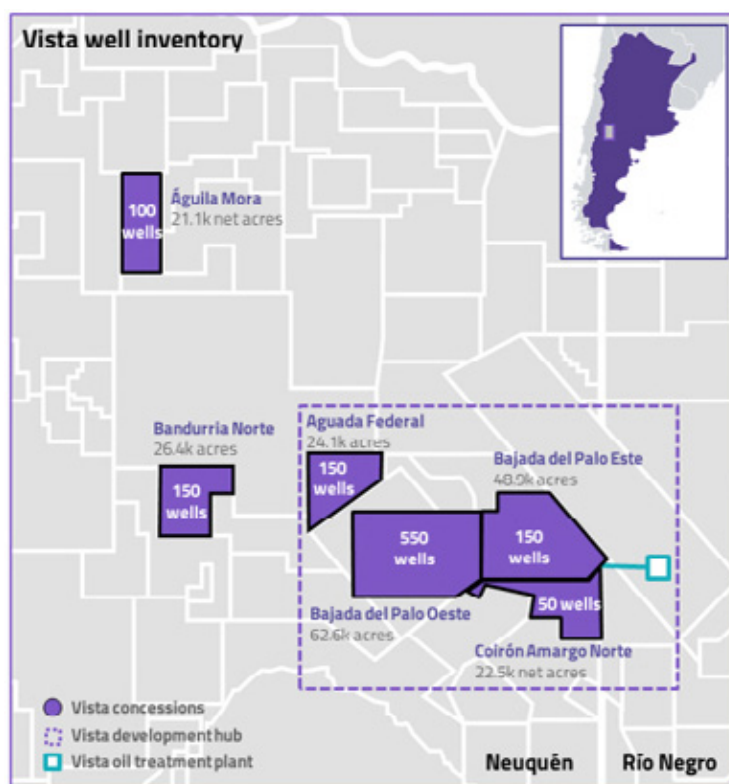 Vista well inventory
100
wells
Águila Mora
21.1k net acres
Bandurria Norte
26.4k acres
150
wells
Aguada Federal
24.1k acres
150
wells
Bajada del Palo Este
48.9k acres
550
wells
150
wells
50 wells
Bajada del Palo Oeste
62.6k acres
Coirón Amargo Norte
22.5k net acres
Vista concessions
Vista development hub
Vista oil treatment plant
Neuquén
Río Negro